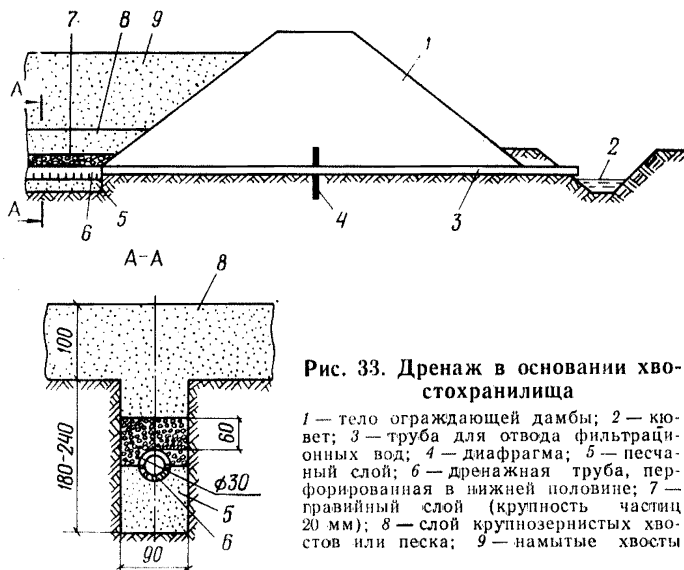 7
8
9
1
A
2
A
6
5
4
3
A-A
8
100
180-240
60
ϕ30
5
6
90
Рис. 33. Дренаж в основании хво-
стохранилища
1 — тело ограждающей дамбы; 2 — кю-
вет; 3 — труба для отвода фильтраци-
онных вод; 4 — диафрагма; 5 — песча-
ный слой; 6 — дренажная труба, пер-
форированная в нижней половине; 7 —
гравийный слой (крупность частиц
20 мм); 8 — слой крупнозернистых хво-
стов или песка; 9 — намытые хвосты